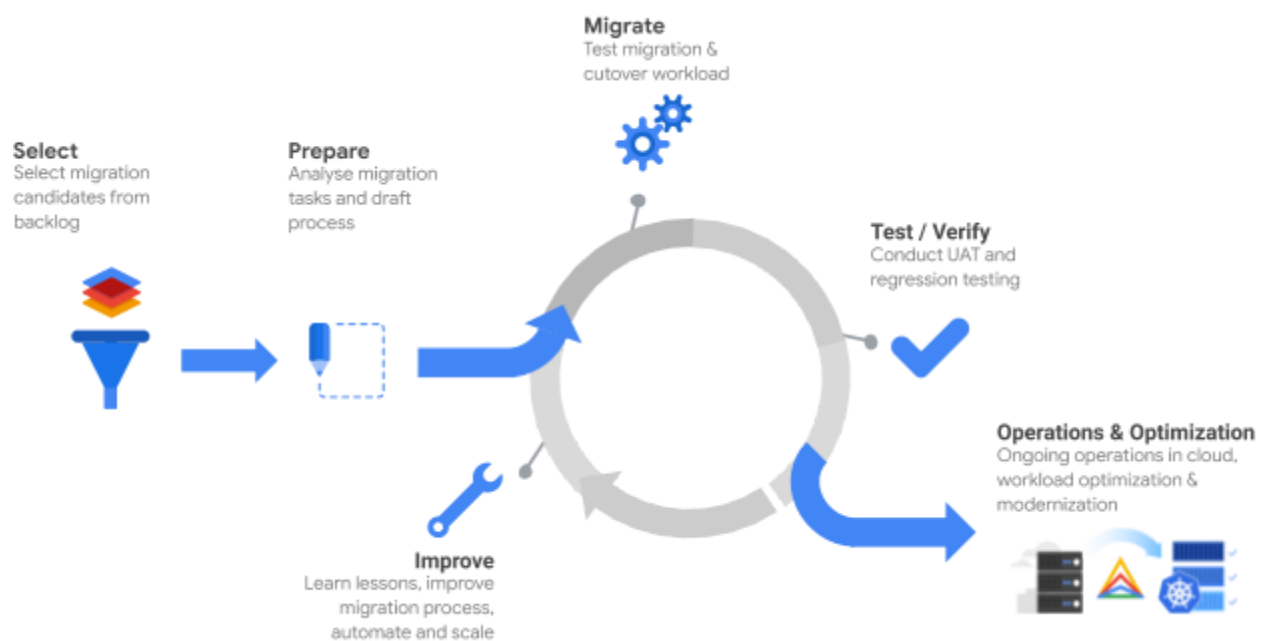 Migrate
Test migration &
cutover workload
Select
Select migration
candidates from
backlog
Prepare
Analyse migration
tasks and draft
process
Test / Verify
Conduct UAT and
regression testing
Operations & Optimization
Ongoing operations in cloud,
workload optimization &
modernization
Improve
Learn lessons, improve
migration process,
automate and scale